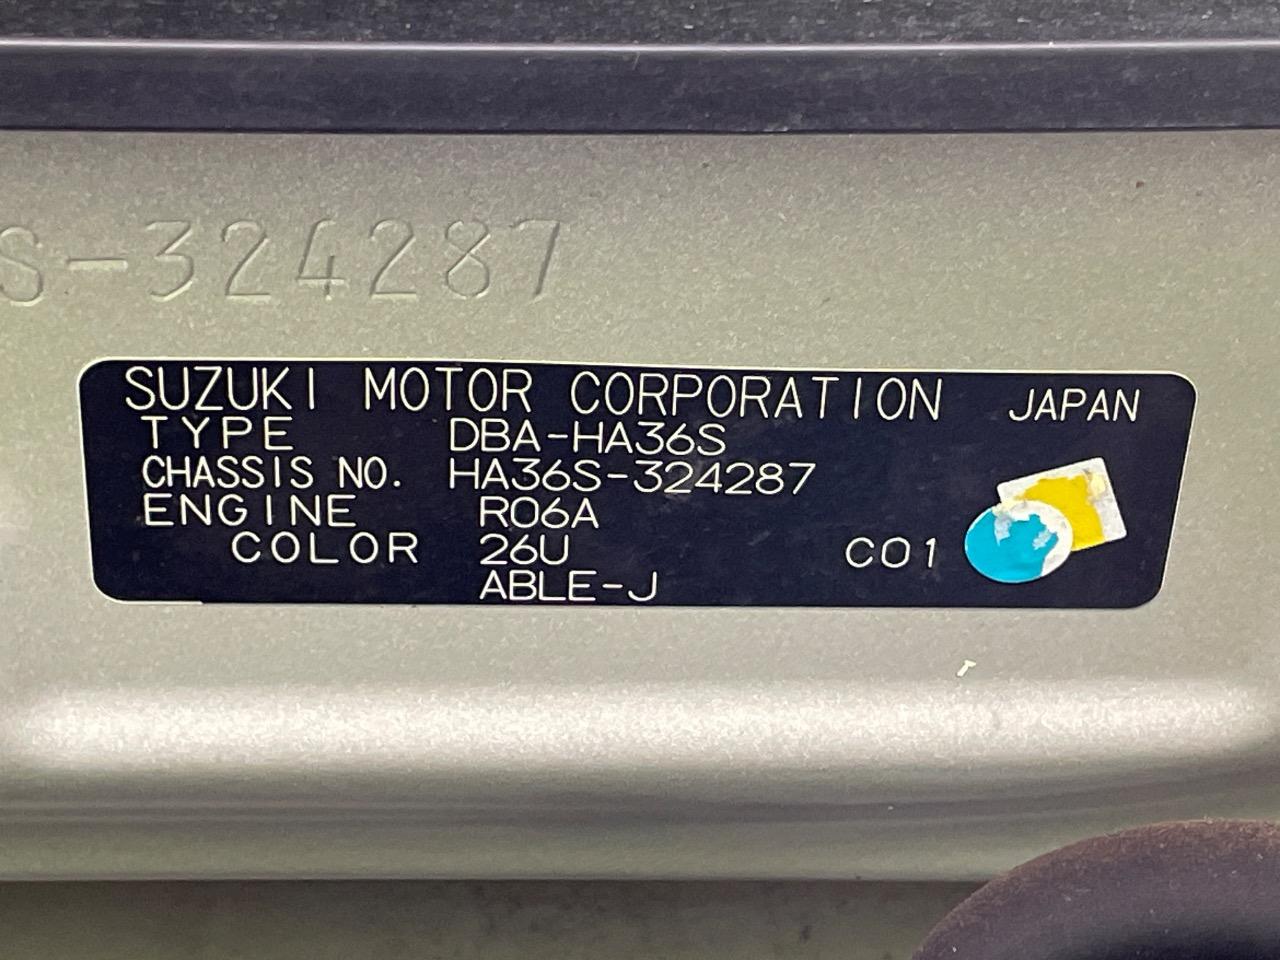 S-324287
SUZUKI MOTOR CORPORATION JAPAN
TYPE DBA-HA36S
CHASSIS NO. HA36S-324287
ENGINE R06A
COLOR 26U C01
ABLE-J